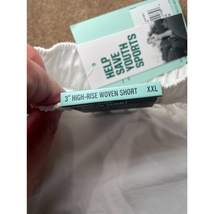 HELP
SAVE
YOUTH
SPORTS
3" HIGH-RISE WOVEN SHORT XXL